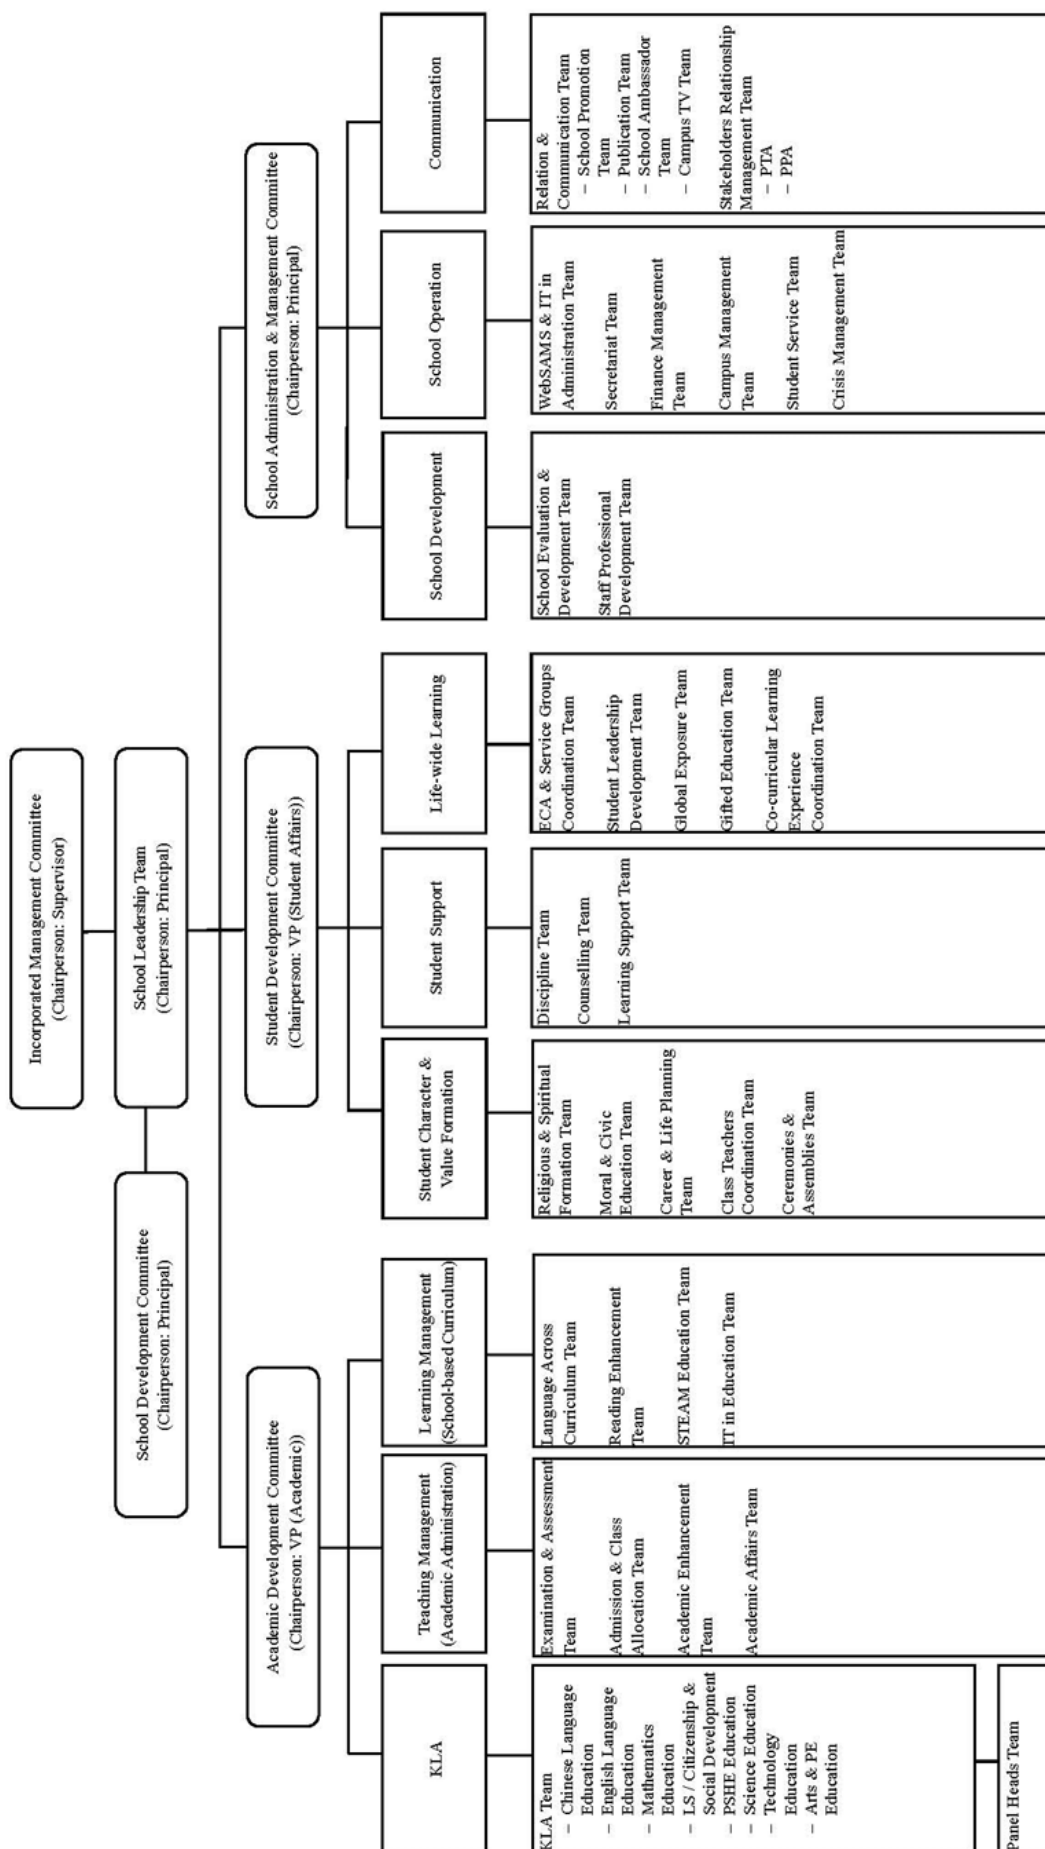 Incorporated Management Committee
(Chairperson: Supervisor)
School Development Committee
(Chairperson: Principal)
School Leadership Team
(Chairperson: Principal)
Academic Development Committee
(Chairperson: VP (Academic))
Student Development Committee
(Chairperson: VP (Student Affairs))
School Administration & Management Committee
(Chairperson: Principal)
KLA
Teaching Management
(Academic Administration)
Learning Management
(School-based Curriculum)
Student Character &
Value Formation
Student Support
Life-wide Learning
School Development
School Operation
Communication
KLA Team
– Chinese Language
Education
– English Language
Education
– Mathematics
Education
– LS / Citizenship &
Social Development
– PSHE Education
– Science Education
– Technology
Education
– Arts & PE
Education
Panel Heads Team
Examination & Assessment
Team
Admission & Class
Allocation Team
Academic Enhancement
Team
Academic Affairs Team
Language Across
Curriculum Team
Reading Enhancement
Team
STEAM Education Team
IT in Education Team
Religious & Spiritual
Formation Team
Moral & Civic
Education Team
Career & Life Planning
Team
Class Teachers
Coordination Team
Ceremonies &
Assemblies Team
Discipline Team
Counselling Team
Learning Support Team
ECA & Service Groups
Coordination Team
Student Leadership
Development Team
Global Exposure Team
Gifted Education Team
Co-curricular Learning
Experience
Coordination Team
School Evaluation &
Development Team
Staff Professional
Development Team
WebSAMS & IT in
Administration Team
Secretariat Team
Finance Management
Team
Campus Management
Team
Student Service Team
Crisis Management Team
Relation &
Communication Team
– School Promotion
Team
– Publication Team
– School Ambassador
Team
– Campus TV Team
Stakeholders Relationship
Management Team
– PTA
– PPA